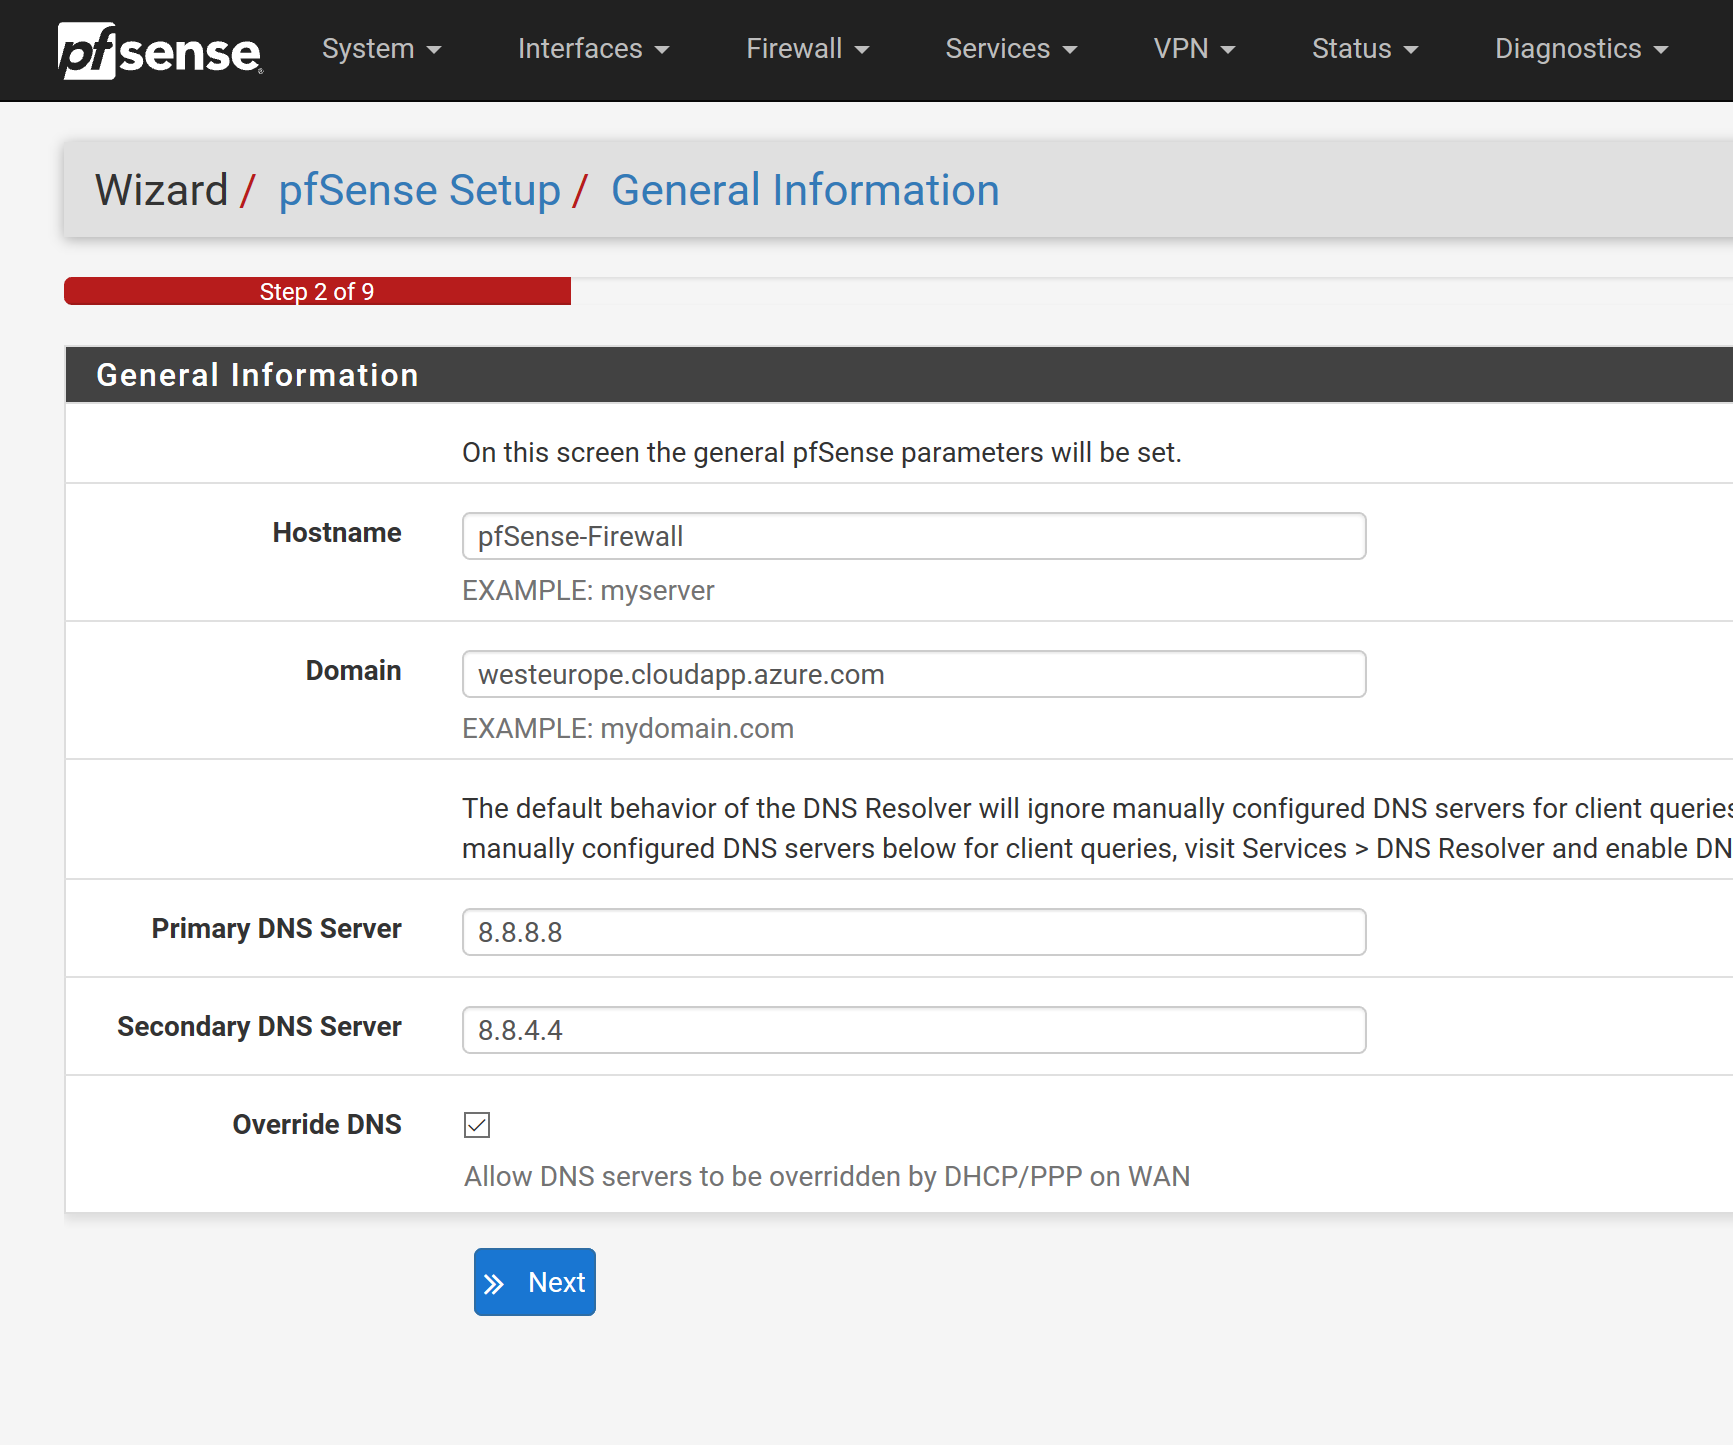 pfsense
System Interfaces Firewall Services VPN Status Diagnostics
Wizard / pfSense Setup / General Information
Step 2 of 9
General Information
On this screen the general pfSense parameters will be set.
Hostname pfSense-Firewall
EXAMPLE: myserver
Domain westeurope.cloudapp.azure.com
EXAMPLE: mydomain.com
The default behavior of the DNS Resolver will ignore manually configured DNS servers for client queries
manually configured DNS servers below for client queries, visit Services > DNS Resolver and enable DN
Primary DNS Server 8.8.8.8
Secondary DNS Server 8.8.4.4
Override DNS
Allow DNS servers to be overridden by DHCP/PPP on WAN
» Next